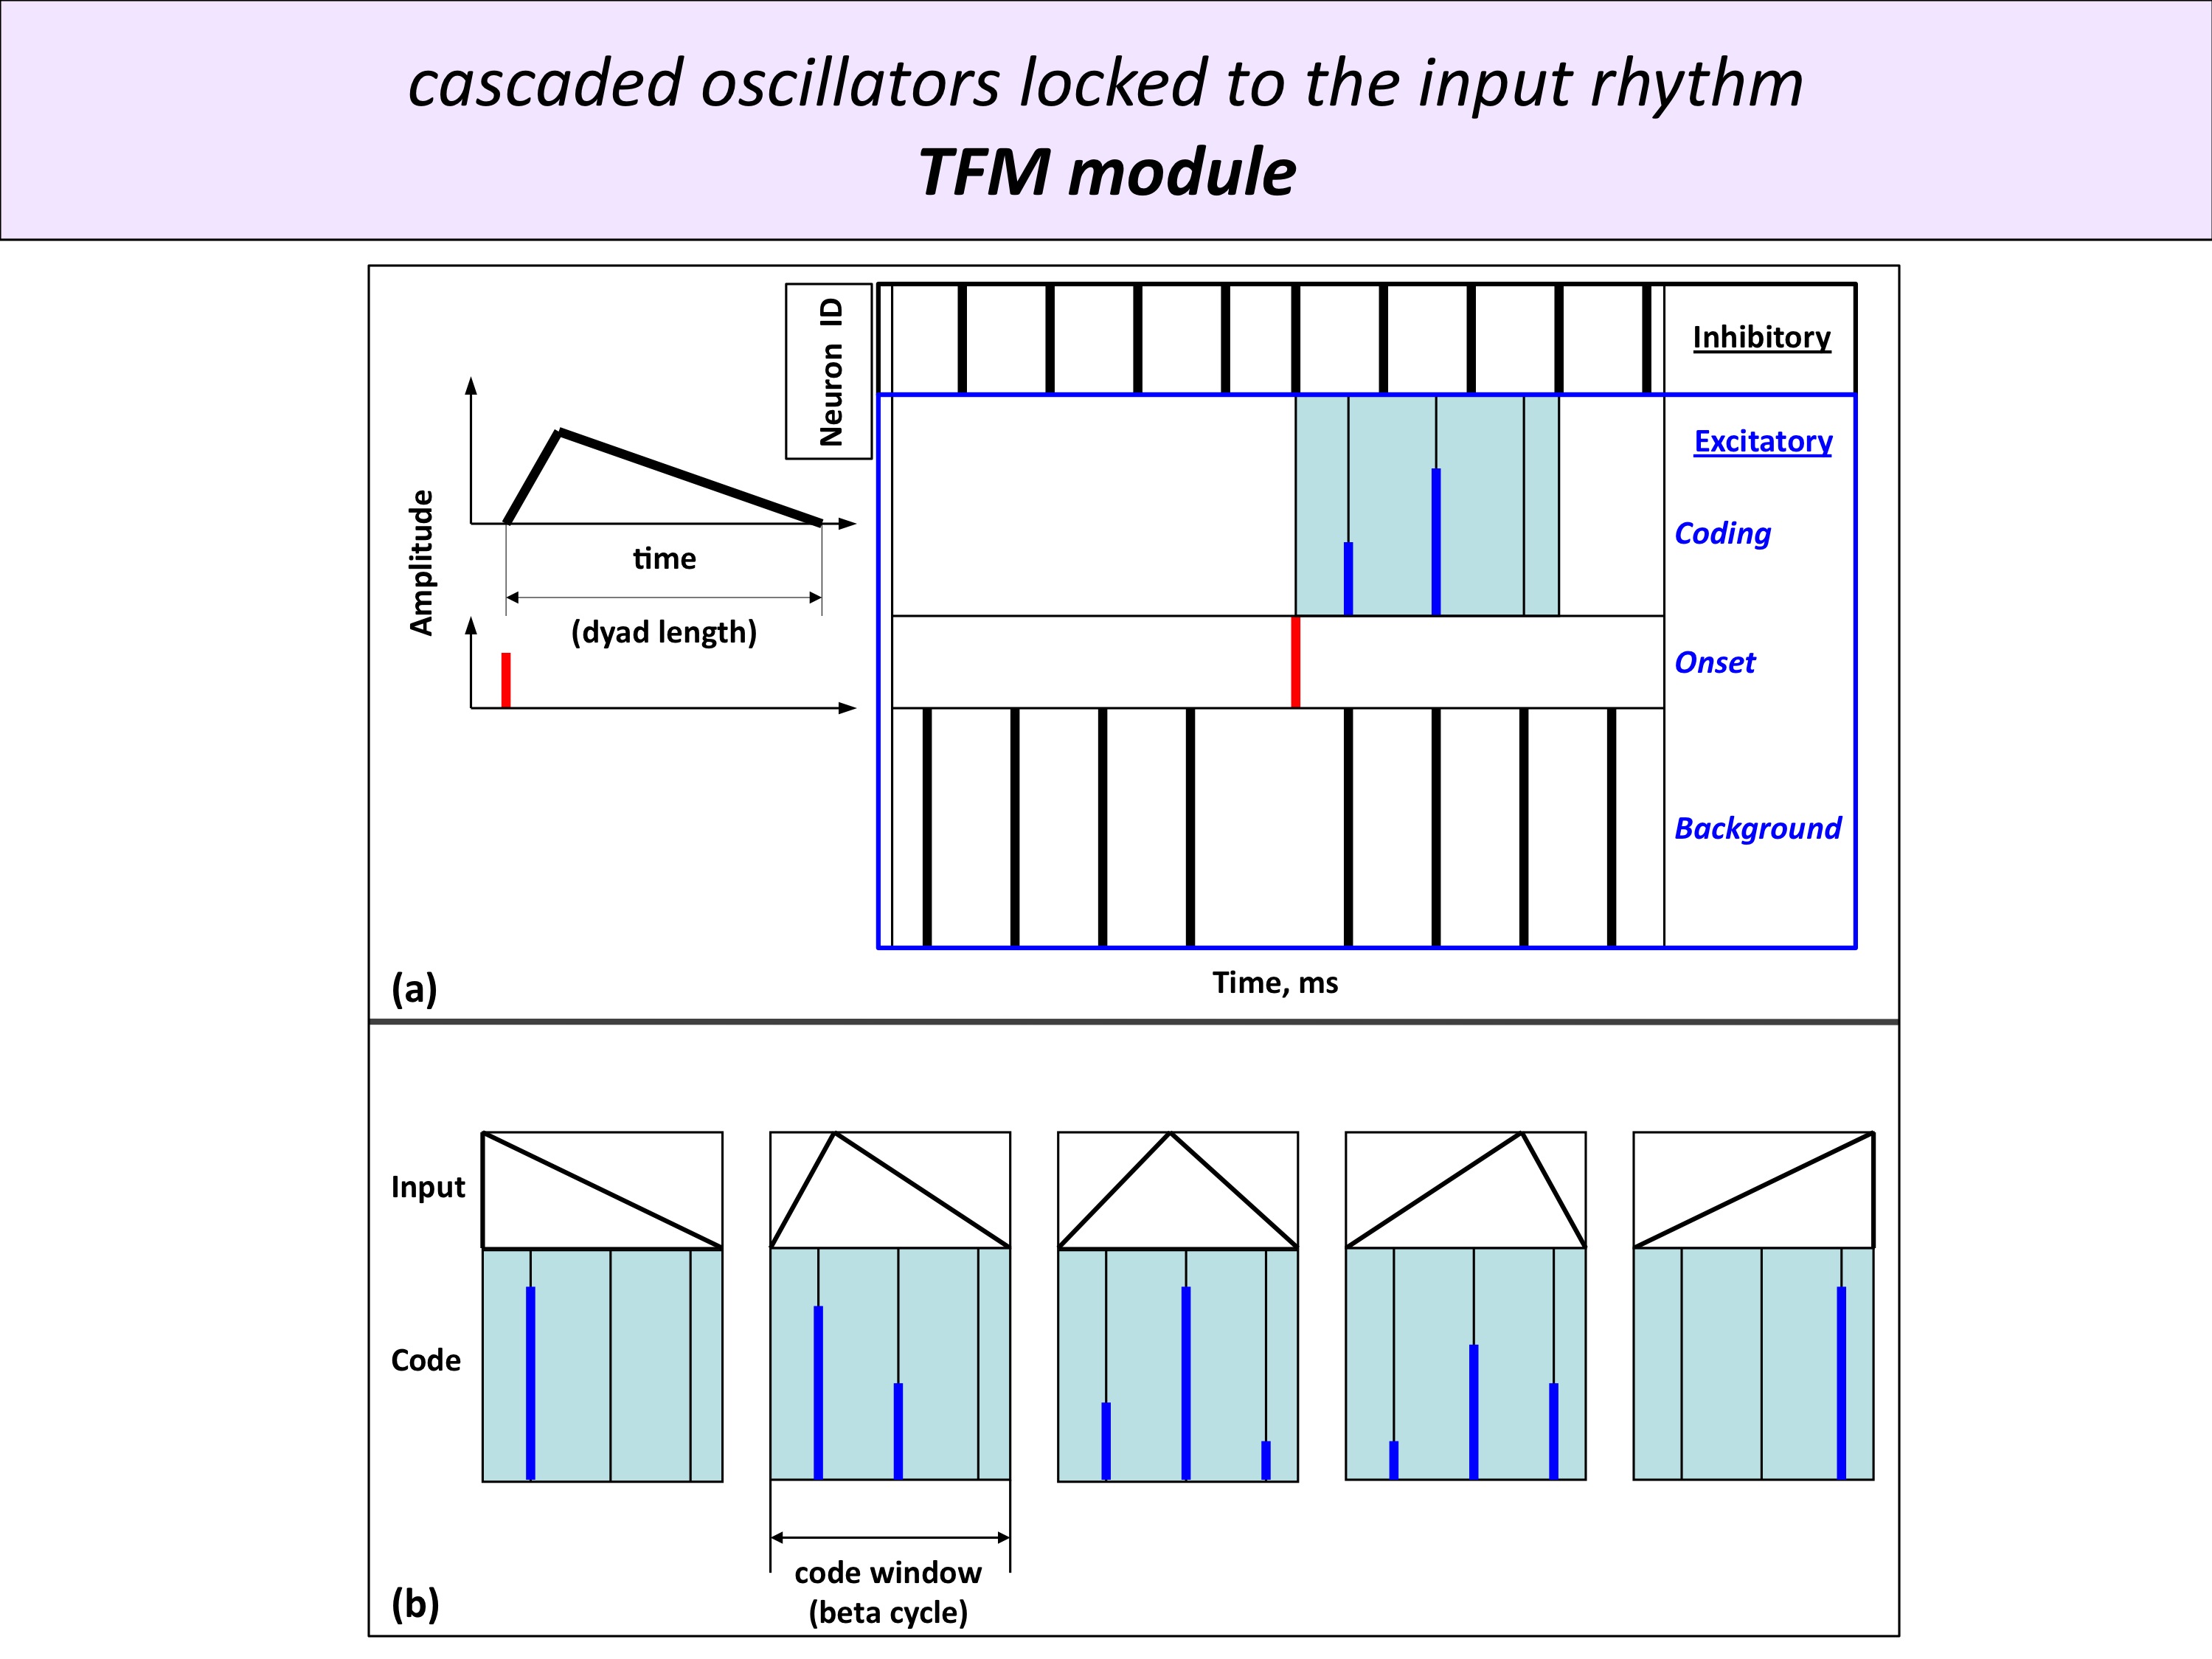 cascaded oscillators locked to the input rhythm
TFM module
Neuron ID
Inhibitory
Excitatory
Coding
Onset
Background
Amplitude
time
(dyad length)
Time, ms
(a)
Input
Code
code window
(beta cycle)
(b)